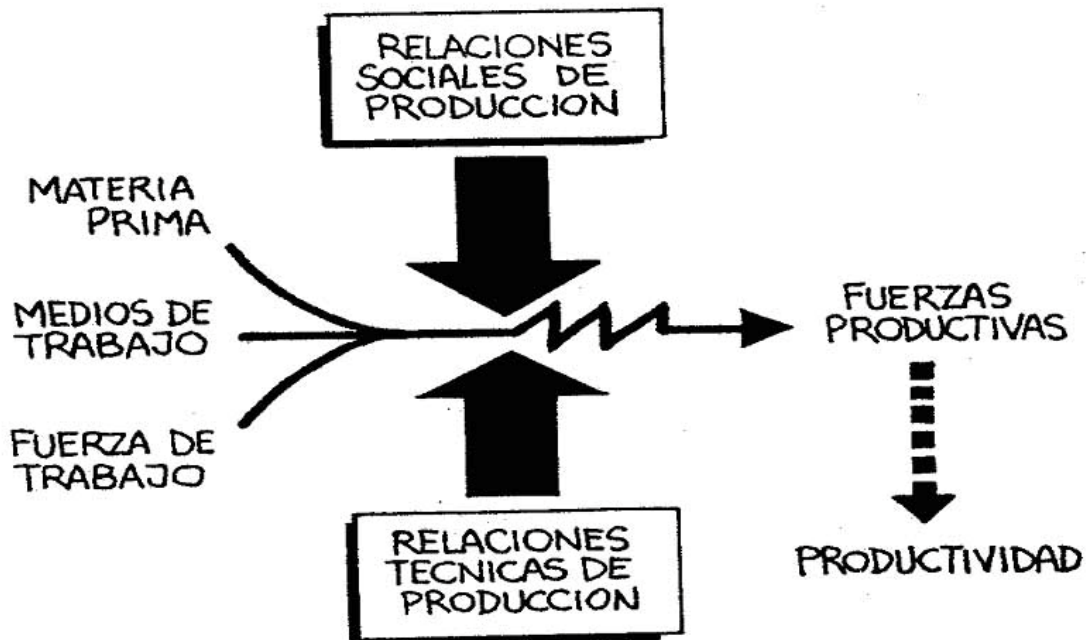 RELACIONES
SOCIALES DE
PRODUCCION
MATERIA
PRIMA
MEDIOS DE
TRABAJO
FUERZA DE
TRABAJO
FUERZAS
PRODUCTIVAS
PRODUCTIVIDAD
RELACIONES
TECNICAS DE
PRODUCCION